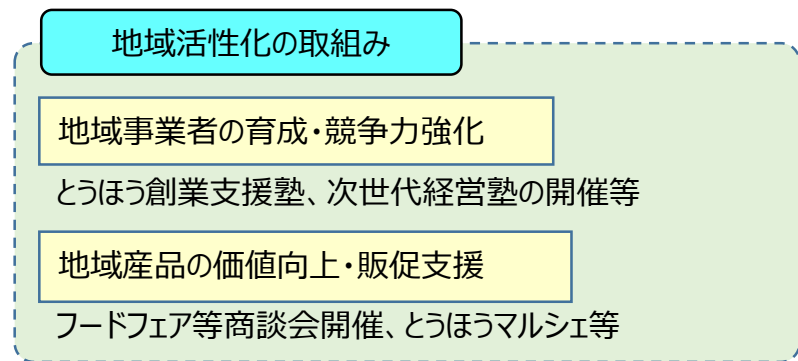 地域活性化の取組み
地域事業者の育成・競争力強化
とうほう創業支援塾、次世代経営塾の開催等
地域産品の価値向上・販促支援
フードフェア等商談会開催、とうほうマルシェ等